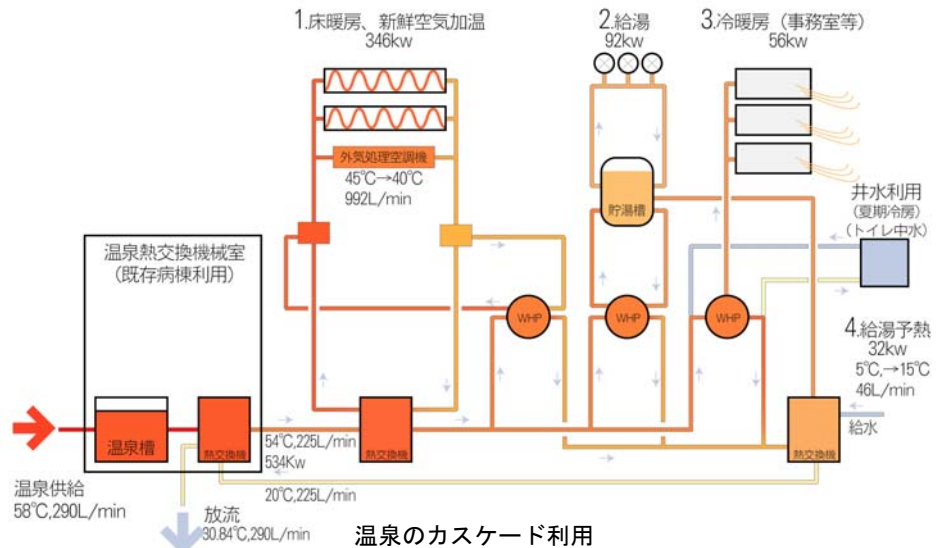 1.床暖房、新鮮空気加温
346kw
2.給湯
92kw
3.冷暖房（事務室等）
56kw
外気処理空調機
45℃→40℃
992L/min
貯湯槽
井水利用
(夏期冷房)
(トイレ中水)
温泉熱交換機械室
(既存病棟利用)
WHP
WHP
WHP
4.給湯予熱
32kw
5℃,→15℃
46L/min
給水
温泉槽
熱交換機
54℃,225L/min
534Kw
熱交換機
熱交換機
20℃,225L/min
温泉供給
58℃,290L/min
放流
30.84℃,290L/min
温泉のカスケード利用